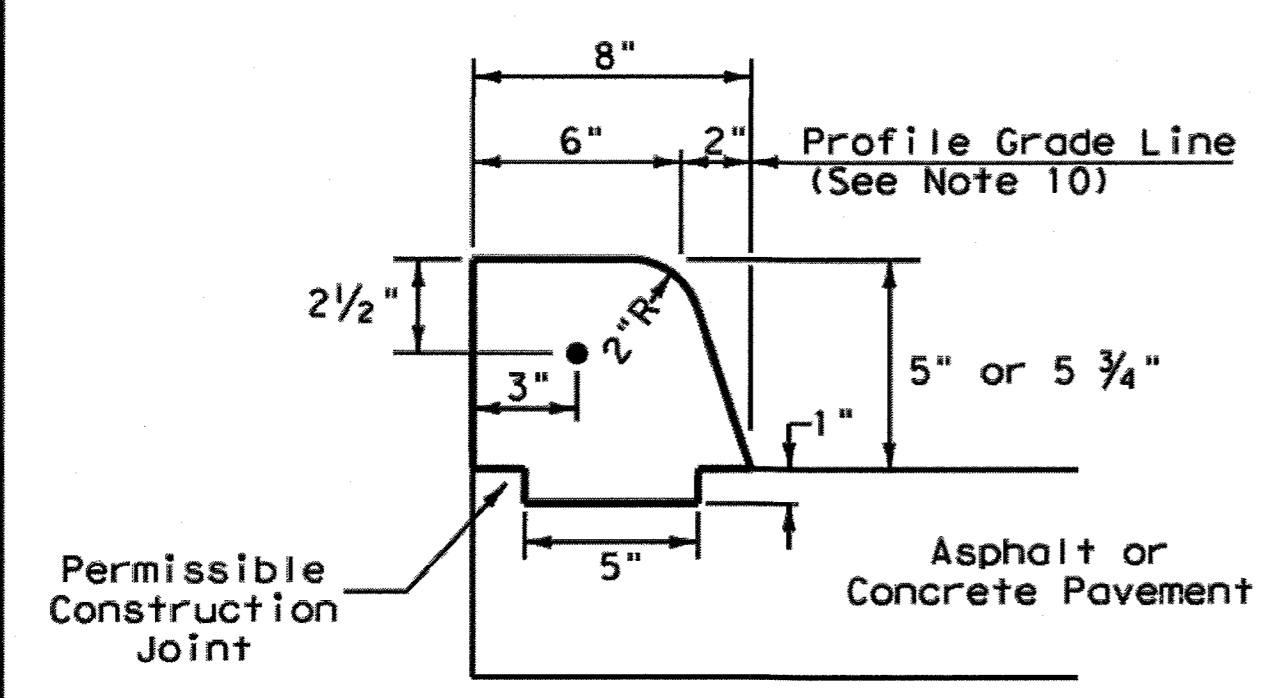 8"
6"
2"
Profile Grade Line
(See Note 10)
2½"
2"R
3"
5" or 5 ¾"
1"
5"
Permissible
Construction
Joint
Asphalt or
Concrete Pavement